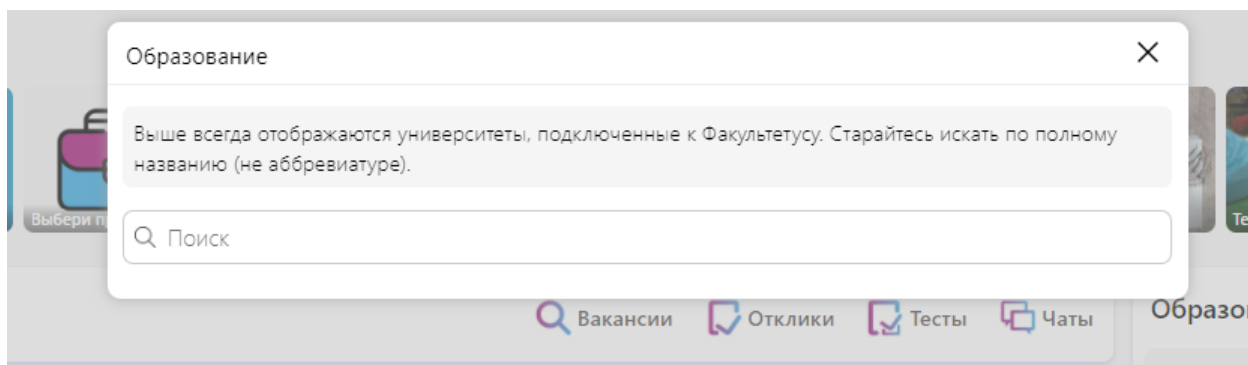 Образование
Выше всегда отображаются университеты, подключенные к Факультетусу. Старайтесь искать по полному
названию (не аббревиатуре).
Выбери
Поиск
Вакансии Отклики Тесты Чаты